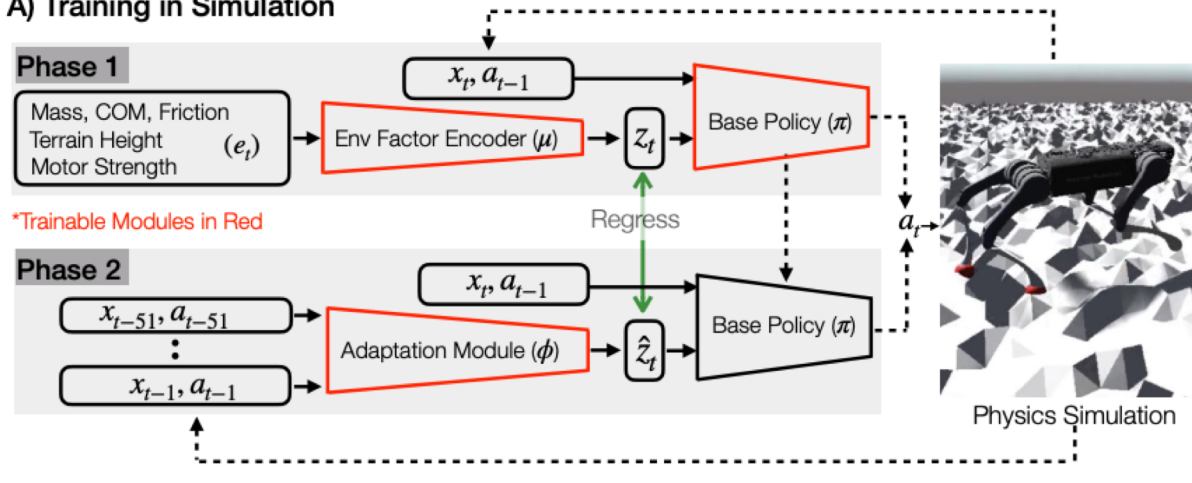 A) Training in Simulation
Phase 1
x_t, a_{t−1}
Mass, COM, Friction
Terrain Height
(e_t)
Motor Strength
Env Factor Encoder (μ)
z_t
Base Policy (π)
*Trainable Modules in Red
Regress
a_t
Phase 2
x_t, a_{t−1}
x_{t−51}, a_{t−51}
⋮
x_{t−1}, a_{t−1}
Adaptation Module (ϕ)
ẑ_t
Base Policy (π)
Physics Simulation